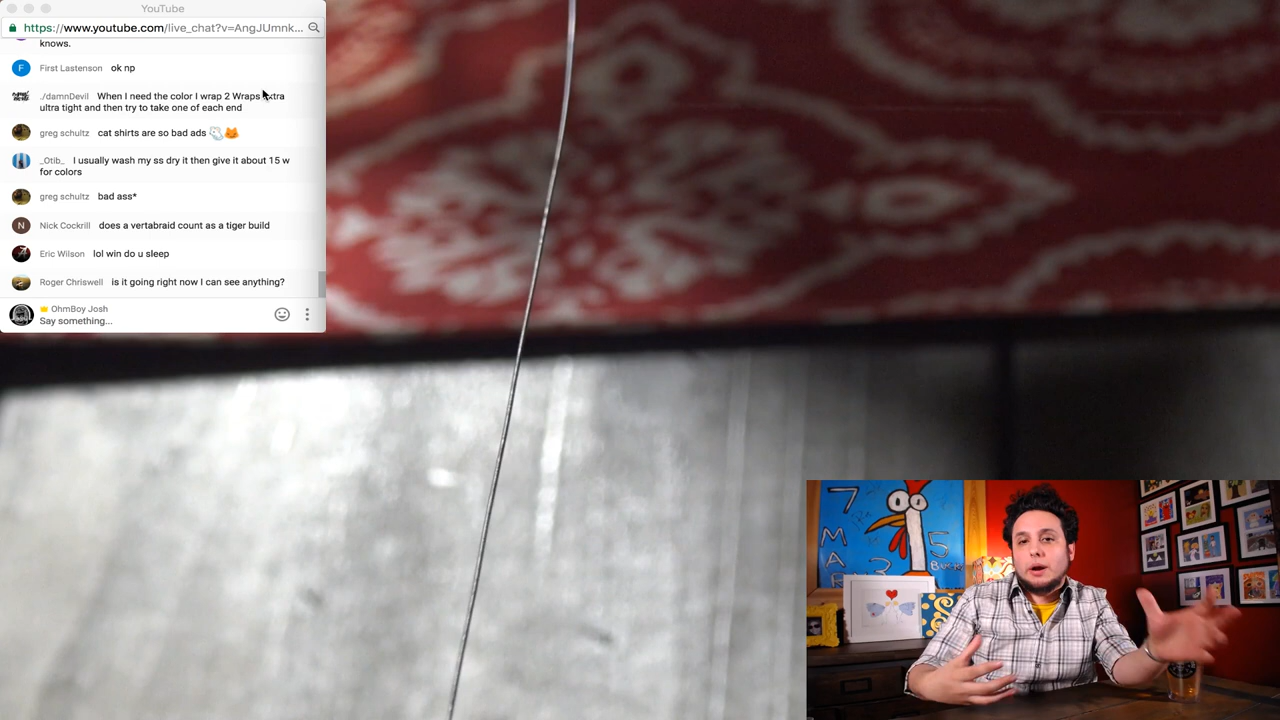 YouTube
https://www.youtube.com/live_chat?v=AngJUmnk...
knows.
F First Lastenson ok np
./damnDevil When I need the color I wrap 2 Wraps extra
ultra tight and then try to take one of each end
greg schultz cat shirts are so bad ads
_Otib_ I usually wash my ss dry it then give it about 15 w
for colors
greg schultz bad ass*
N Nick Cockrill does a vertabraid count as a tiger build
Eric Wilson lol win do u sleep
Roger Chriswell is it going right now I can see anything?
OhmBoy Josh
Say something...
7
M
A
R
3
5